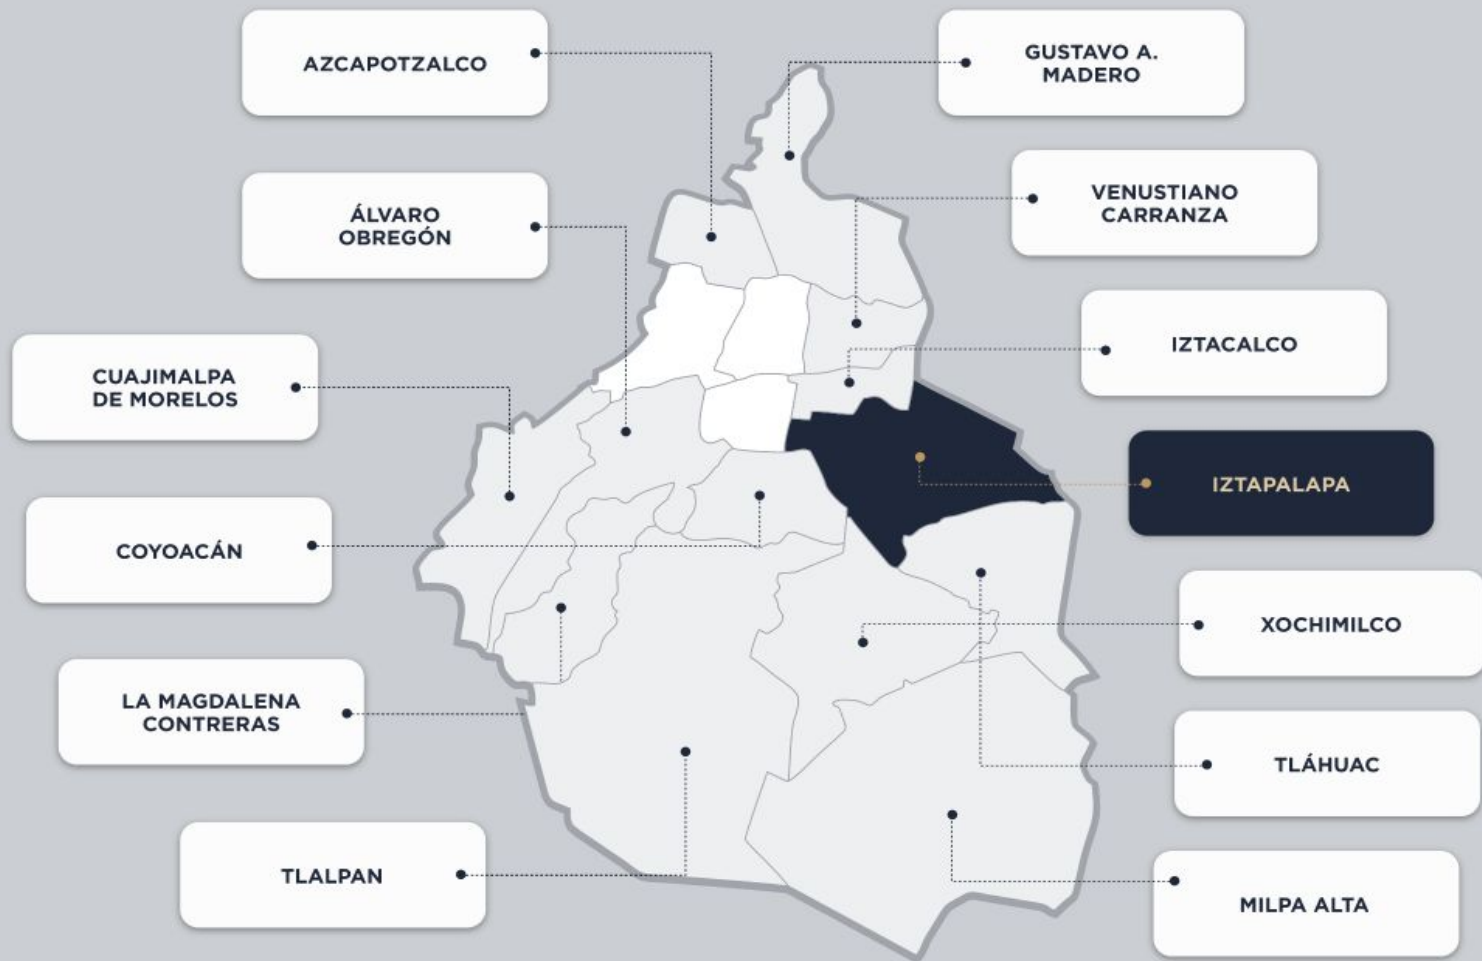 AZCAPOTZALCO
GUSTAVO A.
MADERO
ÁLVARO
OBREGÓN
VENUSTIANO
CARRANZA
CUAJIMALPA
DE MORELOS
IZTACALCO
IZTAPALAPA
COYOACÁN
XOCHIMILCO
LA MAGDALENA
CONTRERAS
TLÁHUAC
TLALPAN
MILPA ALTA